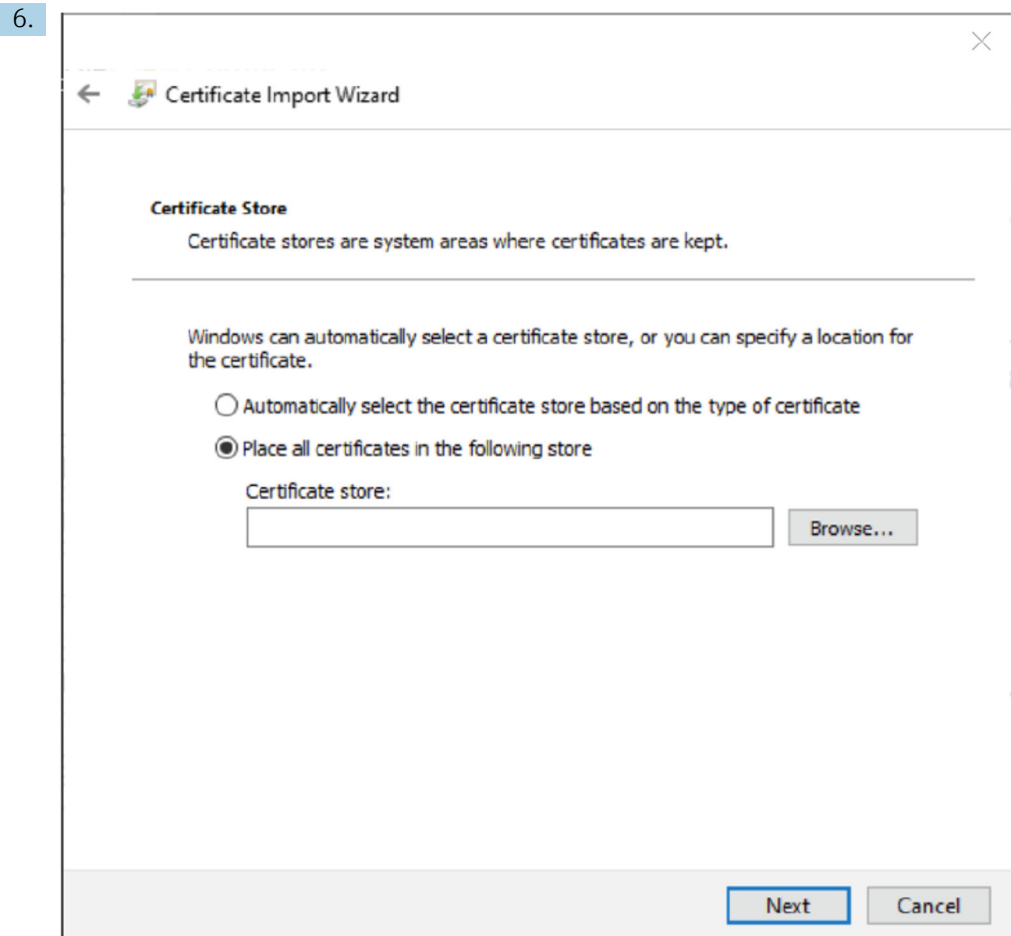 6.
Certificate Import Wizard
Certificate Store
Certificate stores are system areas where certificates are kept.
Windows can automatically select a certificate store, or you can specify a location for
the certificate.
Automatically select the certificate store based on the type of certificate
Place all certificates in the following store
Certificate store:
Browse...
Next
Cancel